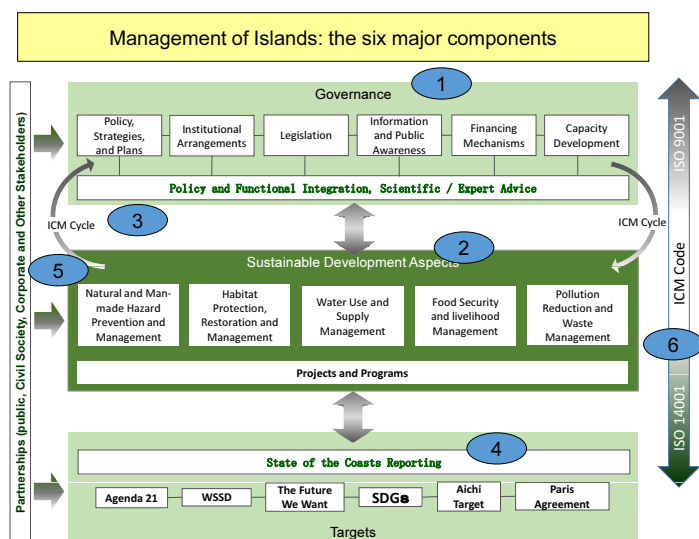 Management of Islands: the six major components
1
Governance
Policy,
Strategies,
and Plans
Institutional
Arrangements
Legislation
Information
and Public
Awareness
Financing
Mechanisms
Capacity
Development
Policy and Functional Integration, Scientific / Expert Advice
ICM Cycle
3
ICM Cycle
2
5
Sustainable Development Aspects
Natural and Man-
made Hazard
Prevention and
Management
Habitat
Protection,
Restoration and
Management
Water Use and
Supply
Management
Food Security
and livelihood
Management
Pollution
Reduction and
Waste
Management
Projects and Programs
4
State of the Coasts Reporting
Agenda 21
WSSD
The Future
We Want
SDGs
Aichi
Target
Paris
Agreement
Targets
Partnerships (public, Civil Society, Corporate and Other Stakeholders)
ISO 9001
ICM Code
6
ISO 14001